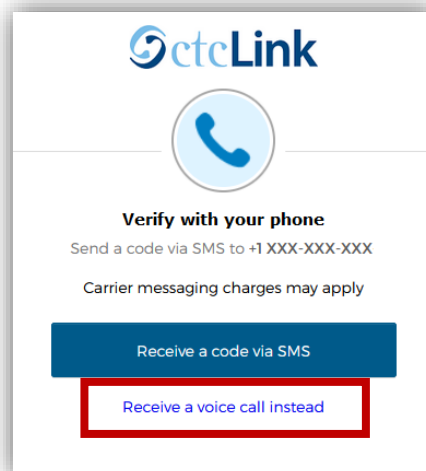 ctcLink
Verify with your phone
Send a code via SMS to +1 XXX-XXX-XXX
Carrier messaging charges may apply
Receive a code via SMS
Receive a voice call instead